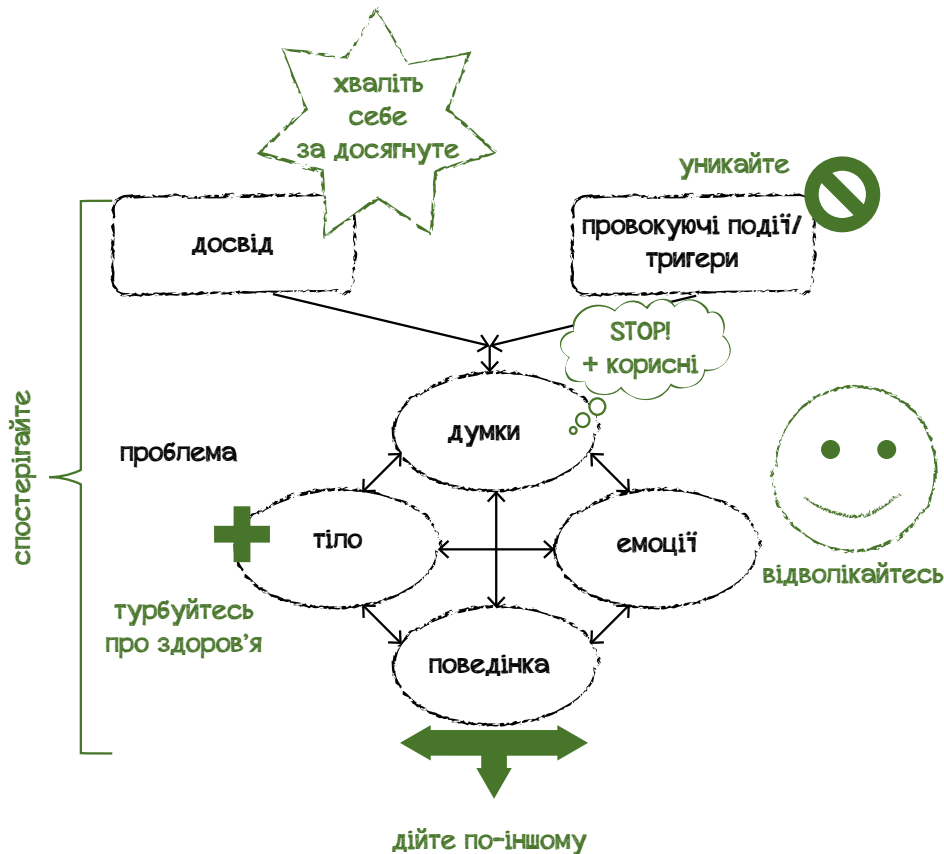 хваліть
себе
за досягнуте
уникайте
досвід
провокуючі події/
тригери
STOP!
+ корисні
думки
спостерігайте
проблема
тіло
емоції
відволікайтесь
турбуйтесь
про здоров'я
поведінка
дійте по-іншому